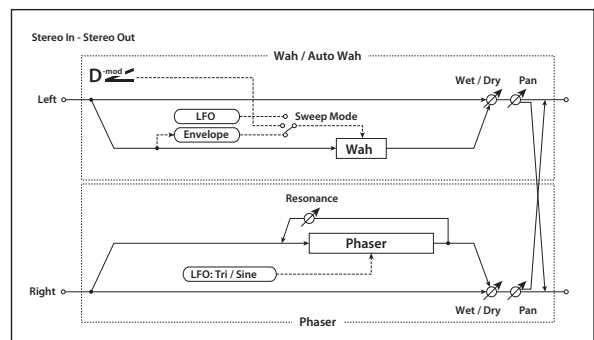 Stereo In - Stereo Out
Wah / Auto Wah
D-mod
Wet / Dry
Pan
Left
LFO
Sweep Mode
Envelope
Wah
Resonance
Phaser
LFO: Tri / Sine
Right
Wet / Dry
Pan
Phaser